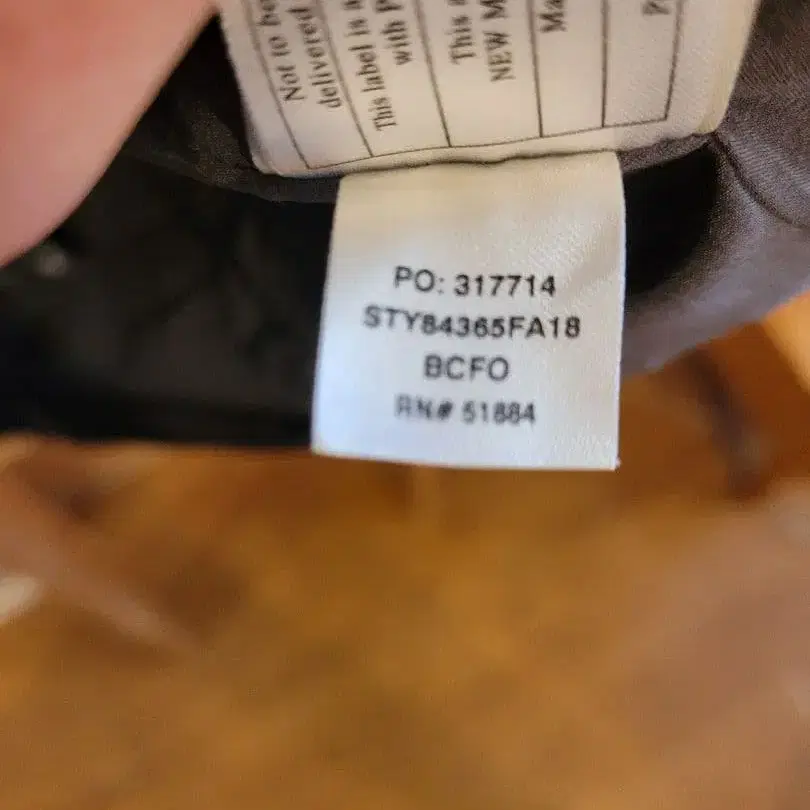 Not to be
delivered
This label is a
with P
This a
NEW M
Ma
P
PO: 317714
STY84365FA18
BCFO
RN# 51884